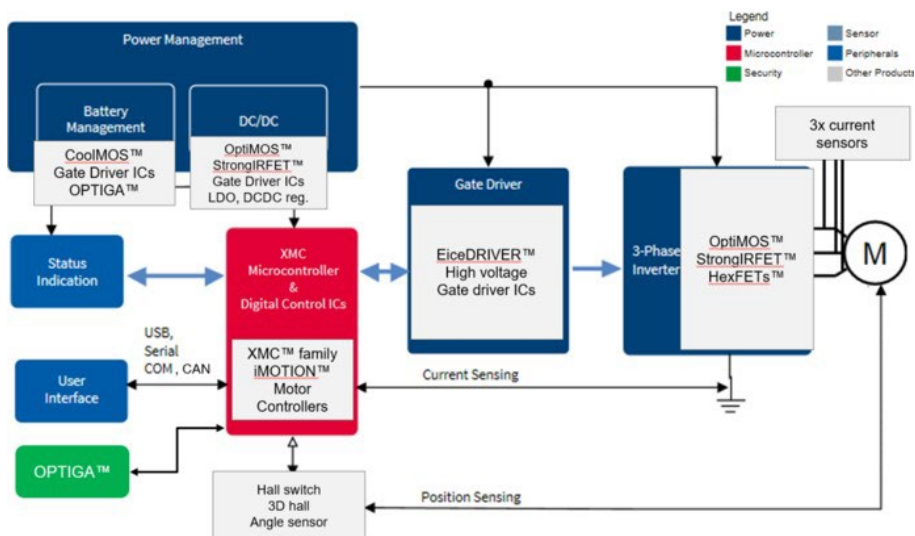 Legend
Power
Sensor
Microcontroller
Peripherals
Security
Other Products
Power Management
Battery
Management
DC/DC
CoolMOS™
Gate Driver ICs
OPTIGA™
OptiMOS™
StrongIRFET™
Gate Driver ICs
LDO, DCDC reg.
3x current
sensors
Status
Indication
XMC
Microcontroller
&
Digital Control ICs
XMC™ family
iMOTION™
Motor
Controllers
Gate Driver
EiceDRIVER™
High voltage
Gate driver ICs
3-Phase
Inverter
OptiMOS™
StrongIRFET™
HexFETs™
M
USB,
Serial
COM , CAN
User
Interface
Current Sensing
OPTIGA™
Hall switch
3D hall
Angle sensor
Position Sensing